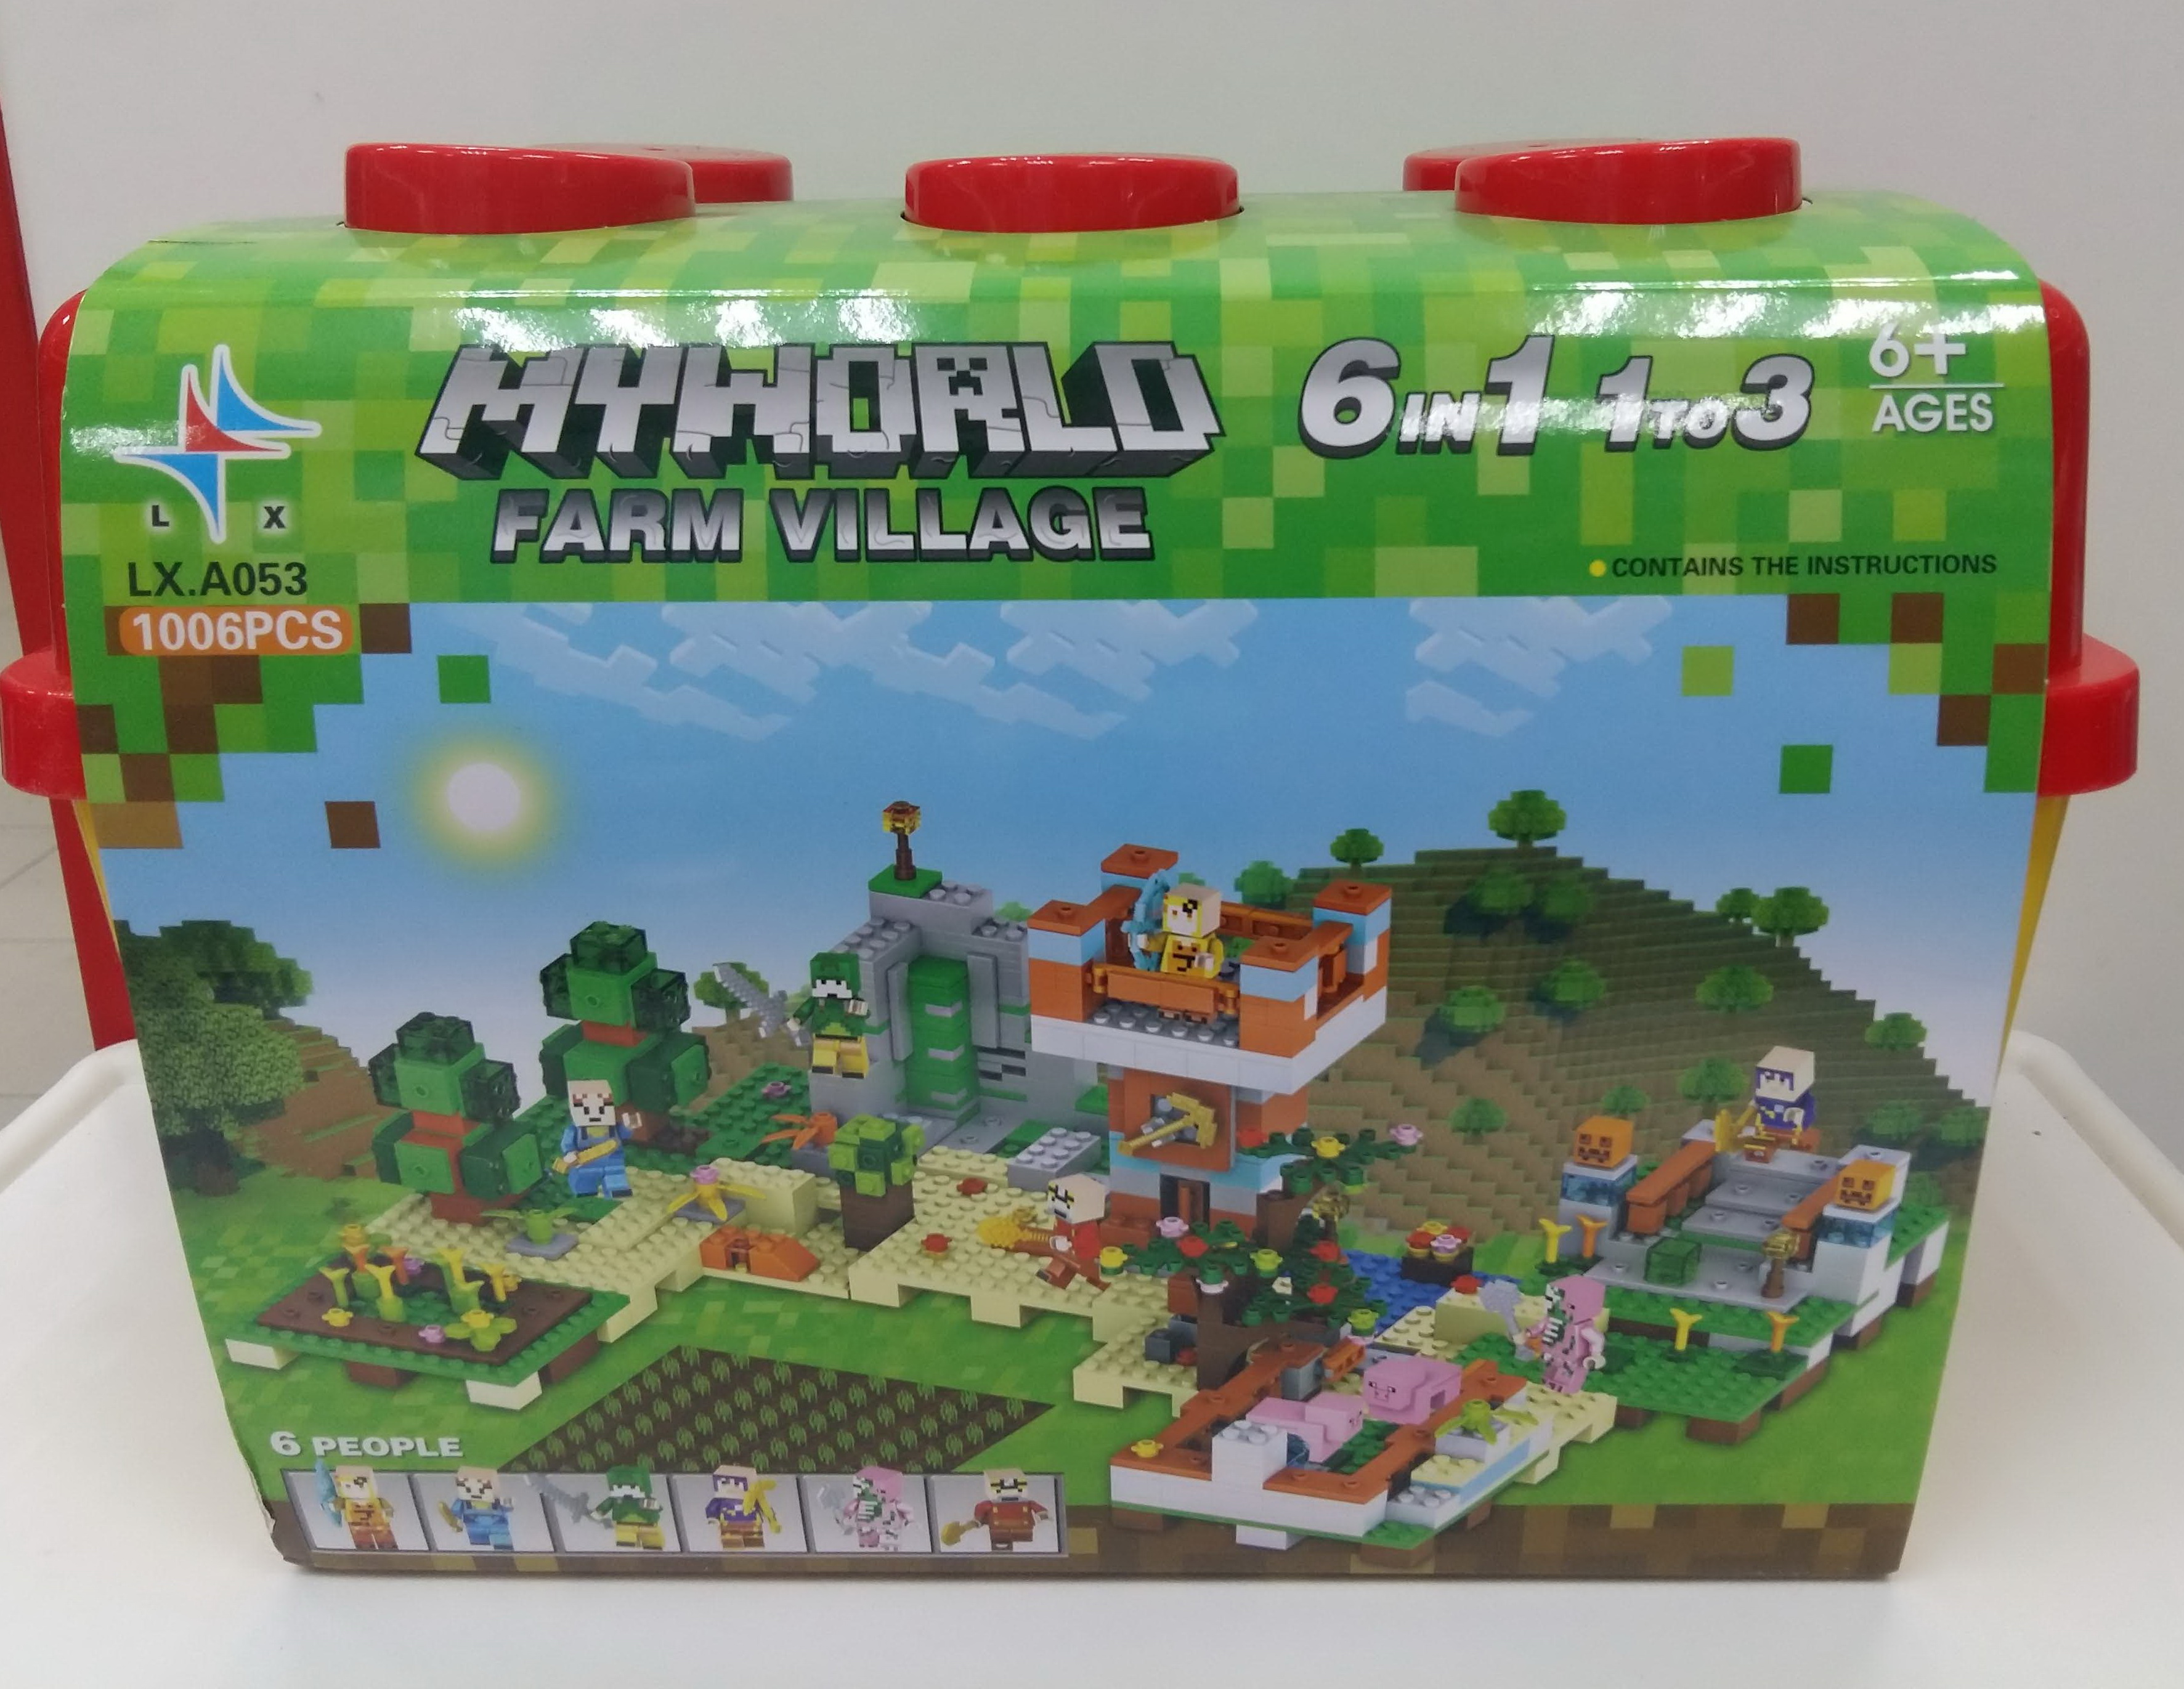 MYWORLD
FARM VILLAGE
6 IN 1 1 TO 3
6+
AGES
L X
LX.A053
1006PCS
CONTAINS THE INSTRUCTIONS
6 PEOPLE